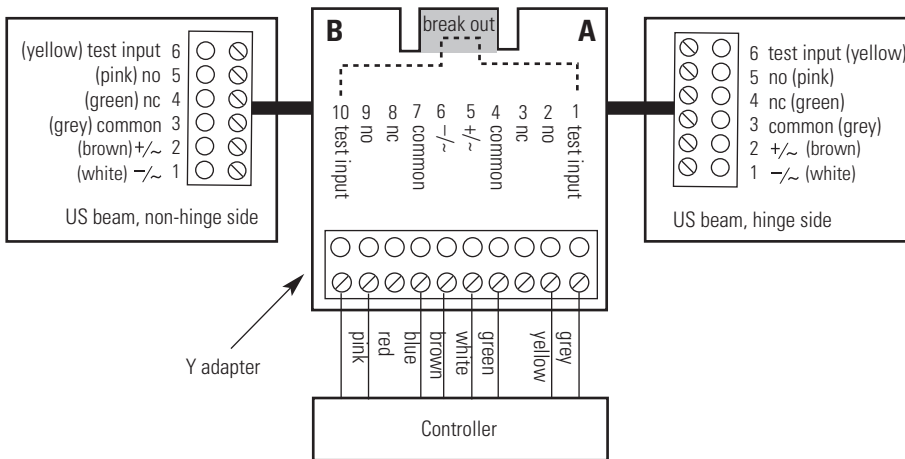 (yellow) test input 6
(pink) no 5
(green) nc 4
(grey) common 3
(brown) +/~ 2
(white) −/~ 1
US beam, non-hinge side
B
break out
A
10 test input
9 no
8 nc
7 common
6 −/~
5 +/~
4 common
3 nc
2 no
1 test input
6 test input (yellow)
5 no (pink)
4 nc (green)
3 common (grey)
2 +/~ (brown)
1 −/~ (white)
US beam, hinge side
Y adapter
pink
red
blue
brown
white
green
yellow
grey
Controller